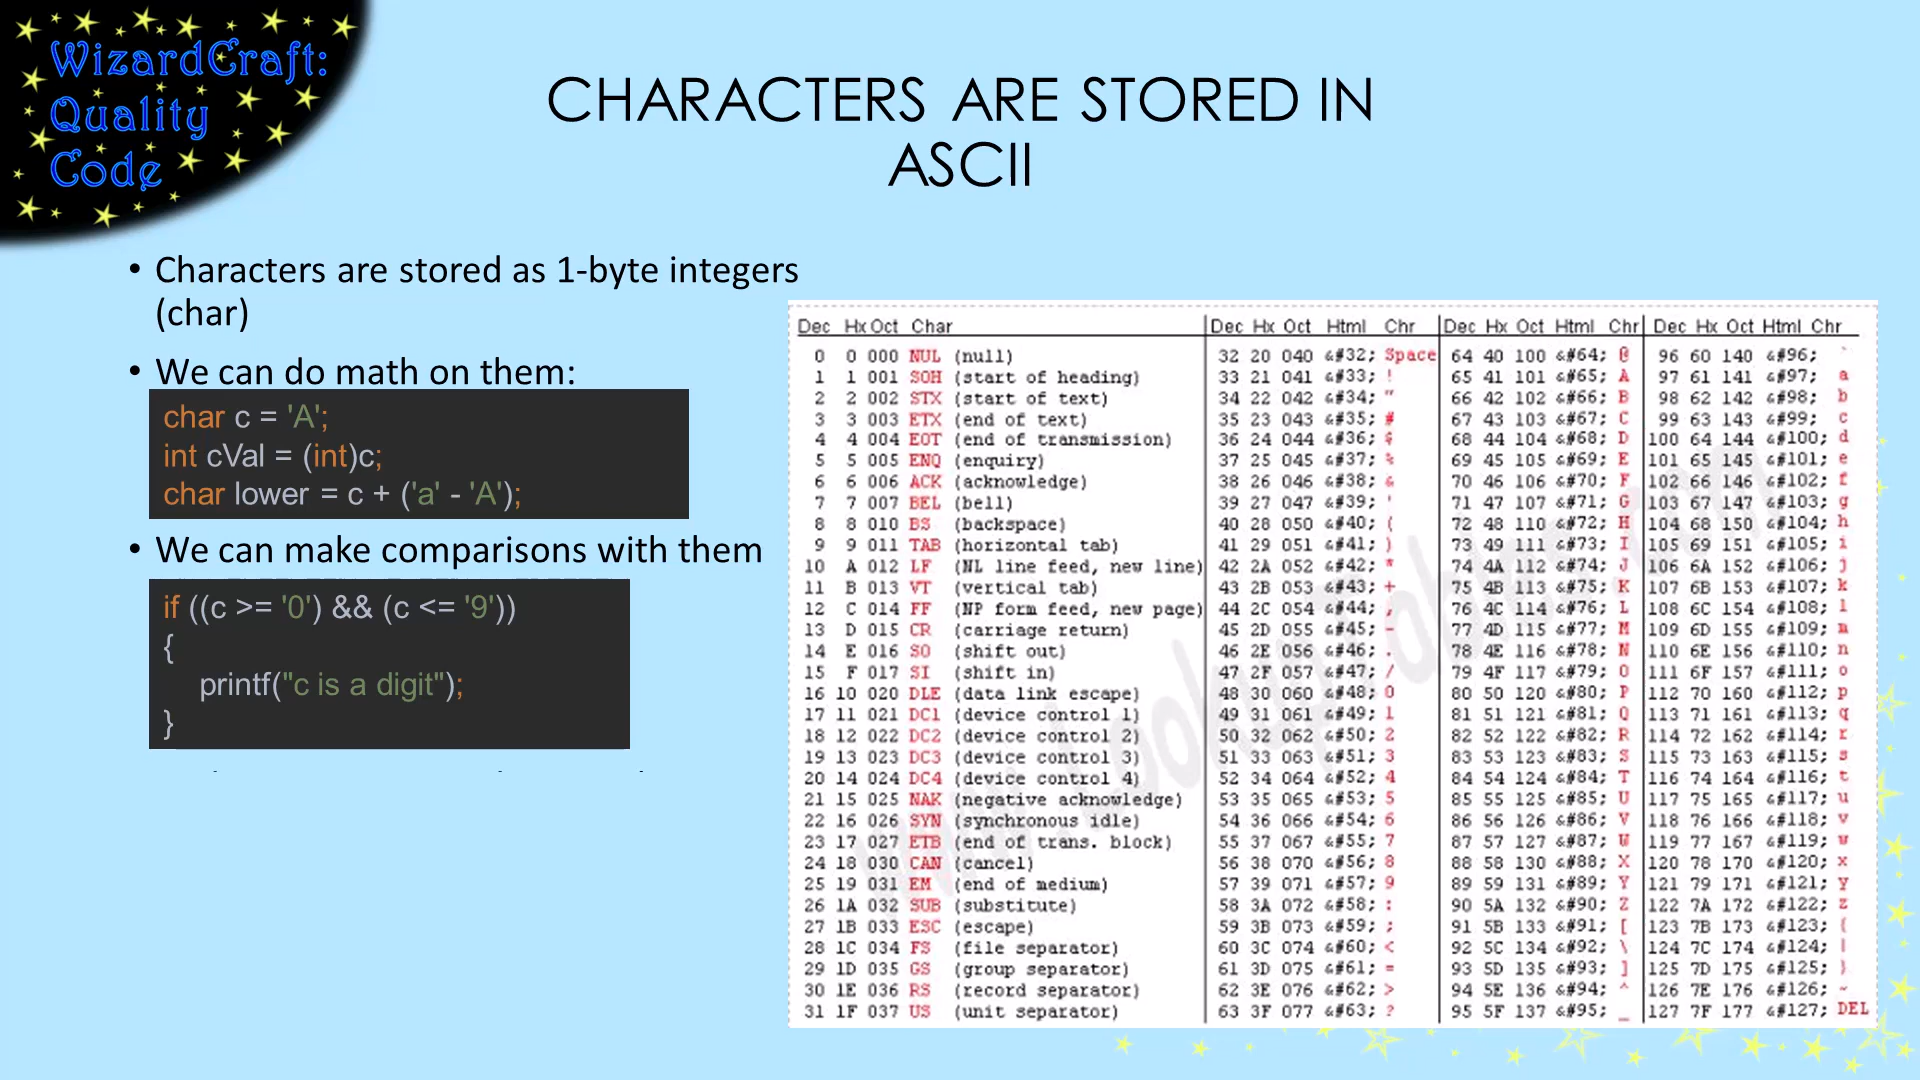 WizardCraft:
Quality
Code
CHARACTERS ARE STORED IN
ASCII
• Characters are stored as 1-byte integers
(char)
• We can do math on them:
char c = 'A';
int cVal = (int)c;
char lower = c + ('a' - 'A');
• We can make comparisons with them
if ((c >= '0') && (c <= '9'))
{
printf("c is a digit");
}
Dec Hx Oct Char Dec Hx Oct Html Chr Dec Hx Oct Html Chr Dec Hx Oct Html Chr
0 0 000 NUL (null) 32 20 040 &#32; Space 64 40 100 &#64; @ 96 60 140 &#96; `
1 1 001 SOH (start of heading) 33 21 041 &#33; ! 65 41 101 &#65; A 97 61 141 &#97; a
2 2 002 STX (start of text) 34 22 042 &#34; " 66 42 102 &#66; B 98 62 142 &#98; b
3 3 003 ETX (end of text) 35 23 043 &#35; # 67 43 103 &#67; C 99 63 143 &#99; c
4 4 004 EOT (end of transmission) 36 24 044 &#36; $ 68 44 104 &#68; D 100 64 144 &#100; d
5 5 005 ENQ (enquiry) 37 25 045 &#37; % 69 45 105 &#69; E 101 65 145 &#101; e
6 6 006 ACK (acknowledge) 38 26 046 &#38; & 70 46 106 &#70; F 102 66 146 &#102; f
7 7 007 BEL (bell) 39 27 047 &#39; ' 71 47 107 &#71; G 103 67 147 &#103; g
8 8 010 BS (backspace) 40 28 050 &#40; ( 72 48 110 &#72; H 104 68 150 &#104; h
9 9 011 TAB (horizontal tab) 41 29 051 &#41; ) 73 49 111 &#73; I 105 69 151 &#105; i
10 A 012 LF (NL line feed, new line) 42 2A 052 &#42; * 74 4A 112 &#74; J 106 6A 152 &#106; j
11 B 013 VT (vertical tab) 43 2B 053 &#43; + 75 4B 113 &#75; K 107 6B 153 &#107; k
12 C 014 FF (NP form feed, new page) 44 2C 054 &#44; , 76 4C 114 &#76; L 108 6C 154 &#108; l
13 D 015 CR (carriage return) 45 2D 055 &#45; - 77 4D 115 &#77; M 109 6D 155 &#109; m
14 E 016 SO (shift out) 46 2E 056 &#46; . 78 4E 116 &#78; N 110 6E 156 &#110; n
15 F 017 SI (shift in) 47 2F 057 &#47; / 79 4F 117 &#79; O 111 6F 157 &#111; o
16 10 020 DLE (data link escape) 48 30 060 &#48; 0 80 50 120 &#80; P 112 70 160 &#112; p
17 11 021 DC1 (device control 1) 49 31 061 &#49; 1 81 51 121 &#81; Q 113 71 161 &#113; q
18 12 022 DC2 (device control 2) 50 32 062 &#50; 2 82 52 122 &#82; R 114 72 162 &#114; r
19 13 023 DC3 (device control 3) 51 33 063 &#51; 3 83 53 123 &#83; S 115 73 163 &#115; s
20 14 024 DC4 (device control 4) 52 34 064 &#52; 4 84 54 124 &#84; T 116 74 164 &#116; t
21 15 025 NAK (negative acknowledge) 53 35 065 &#53; 5 85 55 125 &#85; U 117 75 165 &#117; u
22 16 026 SYN (synchronous idle) 54 36 066 &#54; 6 86 56 126 &#86; V 118 76 166 &#118; v
23 17 027 ETB (end of trans. block) 55 37 067 &#55; 7 87 57 127 &#87; W 119 77 167 &#119; w
24 18 030 CAN (cancel) 56 38 070 &#56; 8 88 58 130 &#88; X 120 78 170 &#120; x
25 19 031 EM (end of medium) 57 39 071 &#57; 9 89 59 131 &#89; Y 121 79 171 &#121; y
26 1A 032 SUB (substitute) 58 3A 072 &#58; : 90 5A 132 &#90; Z 122 7A 172 &#122; z
27 1B 033 ESC (escape) 59 3B 073 &#59; ; 91 5B 133 &#91; [ 123 7B 173 &#123; {
28 1C 034 FS (file separator) 60 3C 074 &#60; < 92 5C 134 &#92; \ 124 7C 174 &#124; |
29 1D 035 GS (group separator) 61 3D 075 &#61; = 93 5D 135 &#93; ] 125 7D 175 &#125; }
30 1E 036 RS (record separator) 62 3E 076 &#62; > 94 5E 136 &#94; ^ 126 7E 176 &#126; ~
31 1F 037 US (unit separator) 63 3F 077 &#63; ? 95 5F 137 &#95; _ 127 7F 177 &#127; DEL
www.LookupTables.com